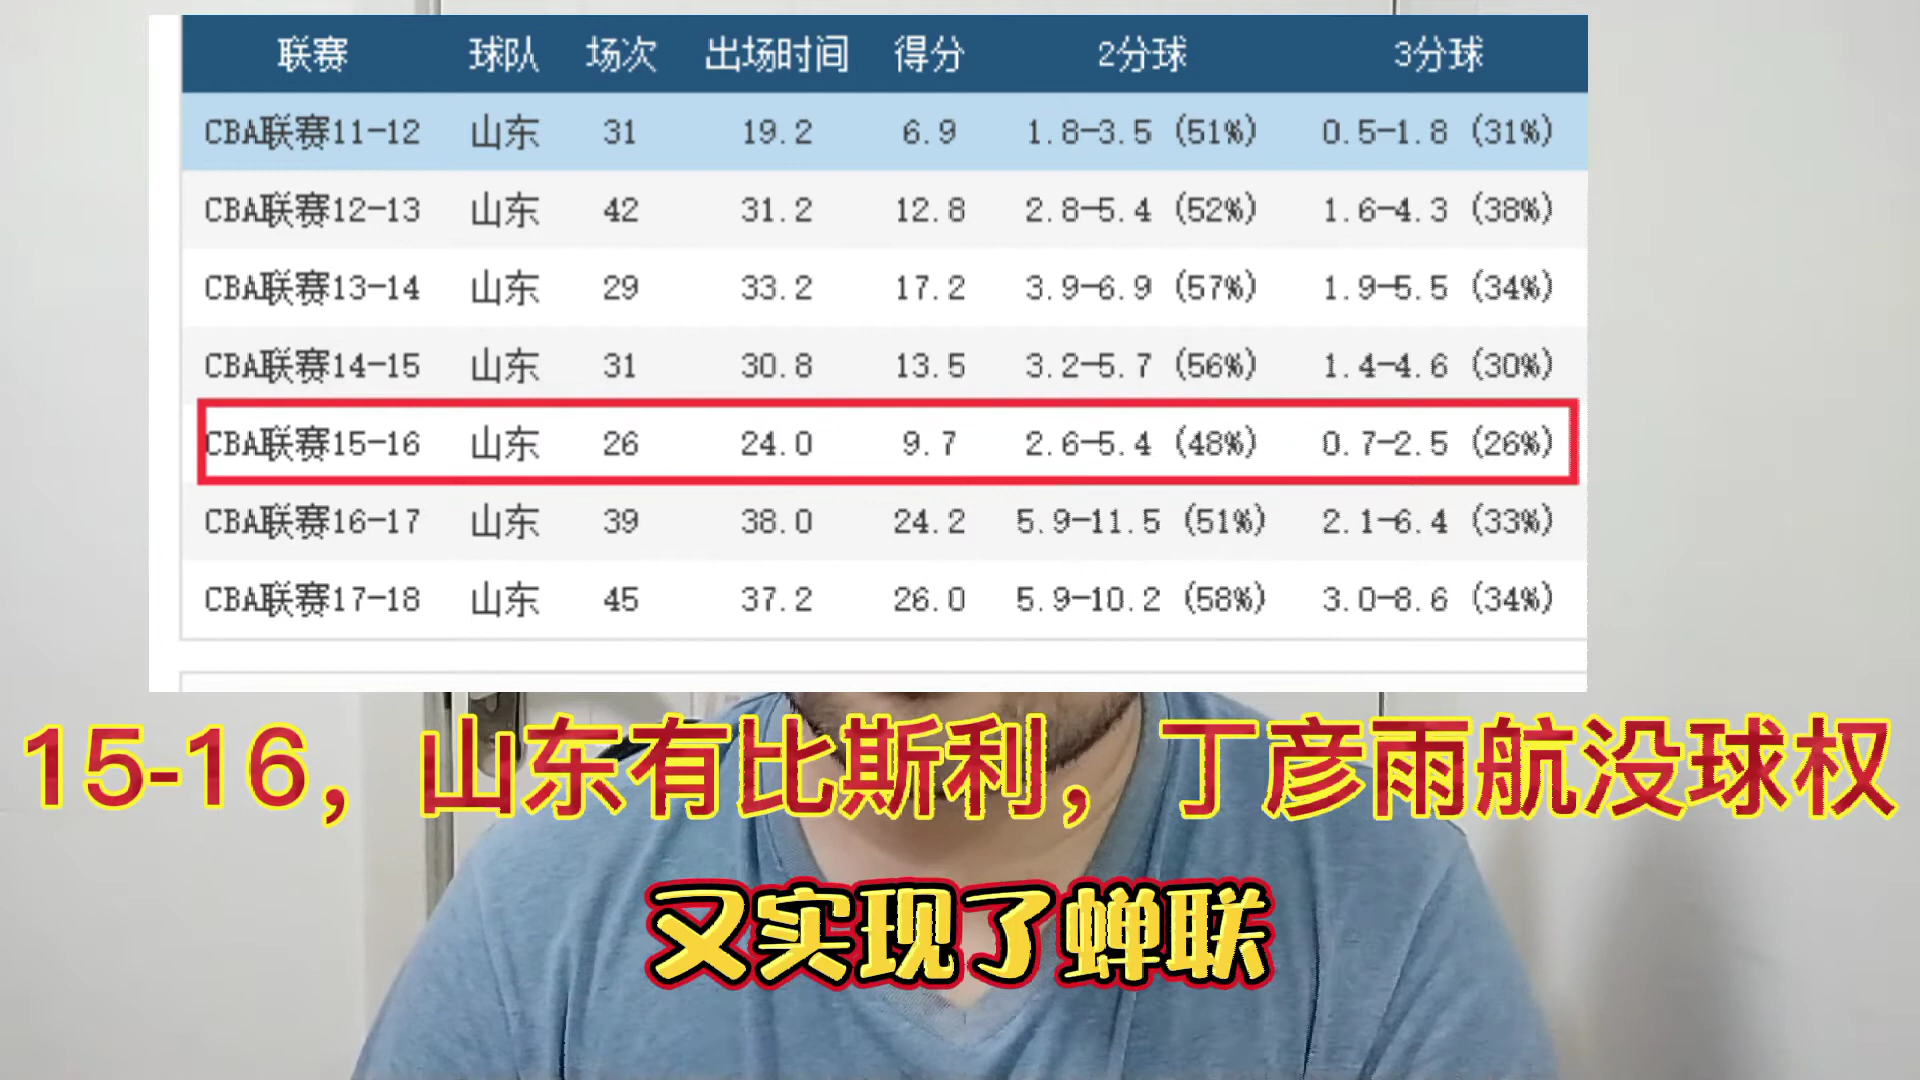 联赛 球队 场次 出场时间 得分 2分球 3分球
CBA联赛11-12 山东 31 19.2 6.9 1.8-3.5 (51%) 0.5-1.8 (31%)
CBA联赛12-13 山东 42 31.2 12.8 2.8-5.4 (52%) 1.6-4.3 (38%)
CBA联赛13-14 山东 29 33.2 17.2 3.9-6.9 (57%) 1.9-5.5 (34%)
CBA联赛14-15 山东 31 30.8 13.5 3.2-5.7 (56%) 1.4-4.6 (30%)
CBA联赛15-16 山东 26 24.0 9.7 2.6-5.4 (48%) 0.7-2.5 (26%)
CBA联赛16-17 山东 39 38.0 24.2 5.9-11.5 (51%) 2.1-6.4 (33%)
CBA联赛17-18 山东 45 37.2 26.0 5.9-10.2 (58%) 3.0-8.6 (34%)
15-16，山东有比斯利，丁彦雨航没球权
又实现了蝉联